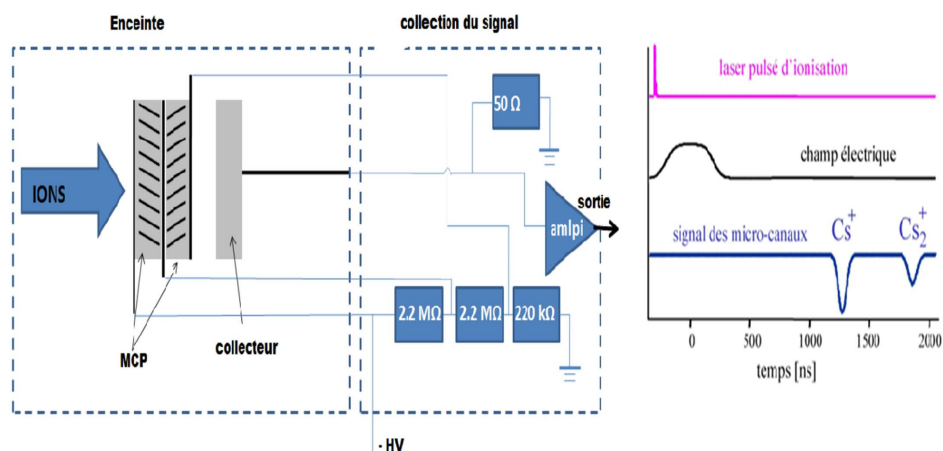 Enceinte
collection du signal
IONS
MCP
collecteur
50 Ω
sortie
amlpi
2.2 MΩ
2.2 MΩ
220 kΩ
- HV
laser pulsé d'ionisation
champ électrique
signal des micro-canaux
Cs+
Cs2+
0
500
1000
1500
2000
temps [ns]